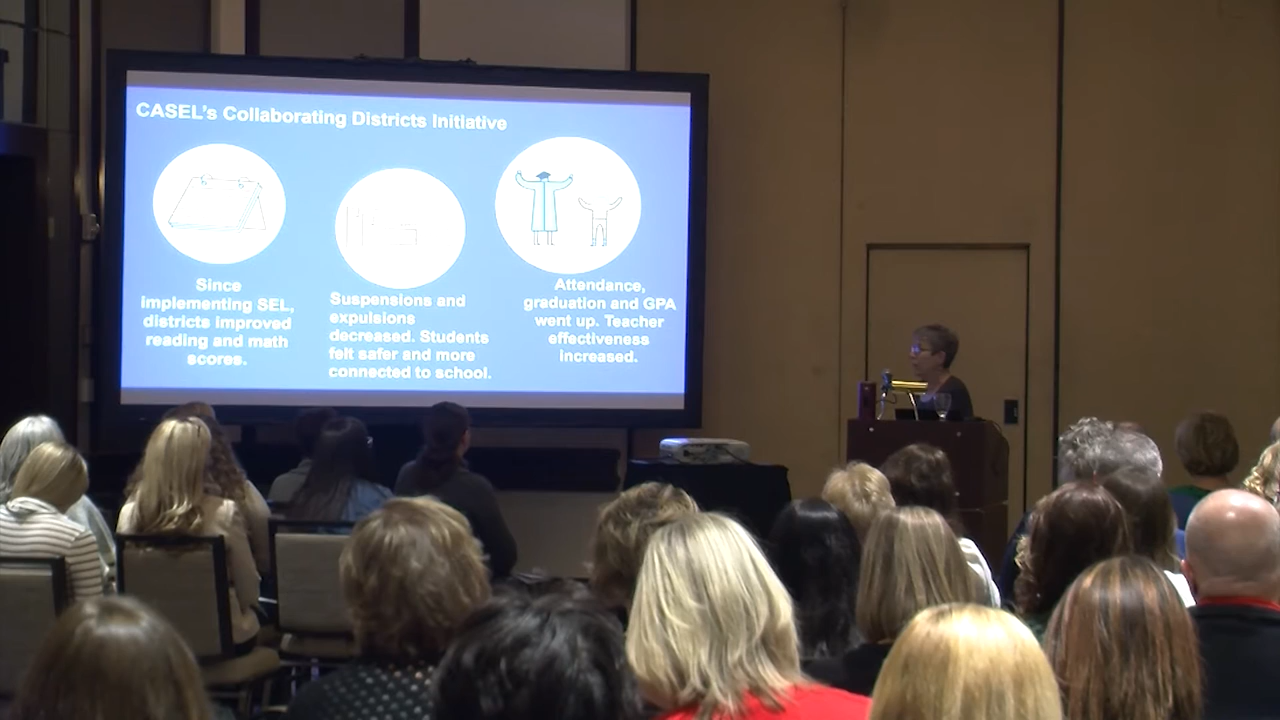 CASEL's Collaborating Districts Initiative
Since
implementing SEL,
districts improved
reading and math
scores.
Suspensions and
expulsions
decreased. Students
felt safer and more
connected to school.
Attendance,
graduation and GPA
went up. Teacher
effectiveness
increased.